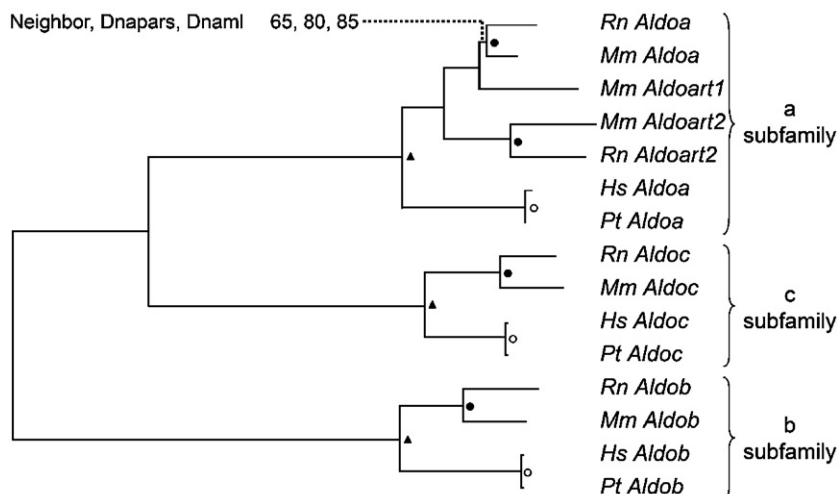 Neighbor, Dnapars, Dnaml 65, 80, 85
Rn Aldoa
Mm Aldoa
Mm Aldoart1
Mm Aldoart2
Rn Aldoart2
Hs Aldoa
Pt Aldoa
a
subfamily
Rn Aldoc
Mm Aldoc
Hs Aldoc
Pt Aldoc
c
subfamily
Rn Aldob
Mm Aldob
Hs Aldob
Pt Aldob
b
subfamily